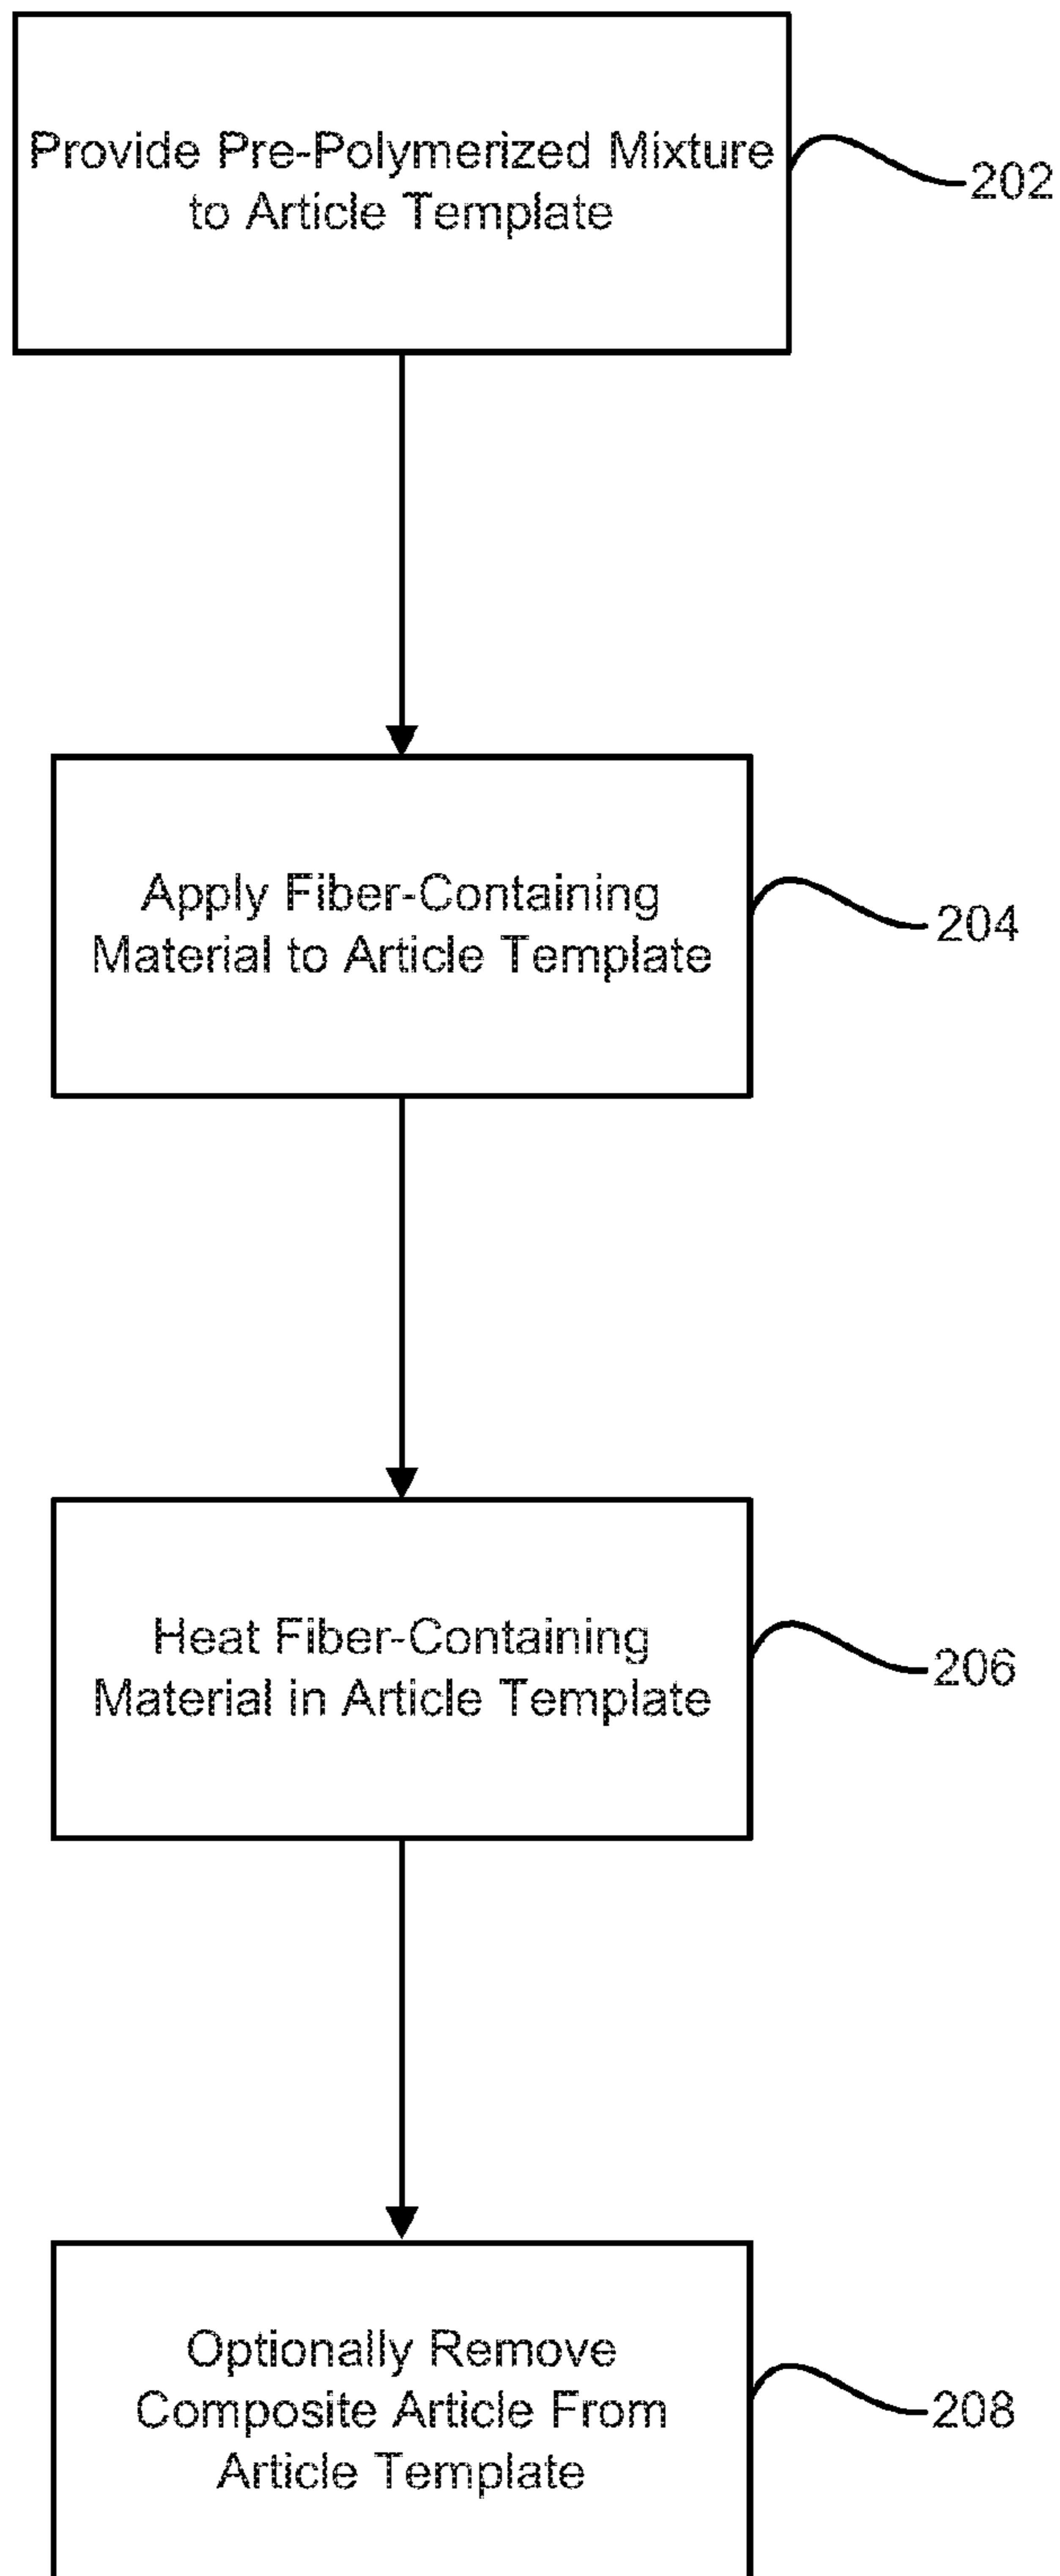 Provide Pre-Polymerized Mixture
to Article Template
202
Apply Fiber-Containing
Material to Article Template
204
Heat Fiber-Containing
Material in Article Template
206
Optionally Remove
Composite Article From
Article Template
208